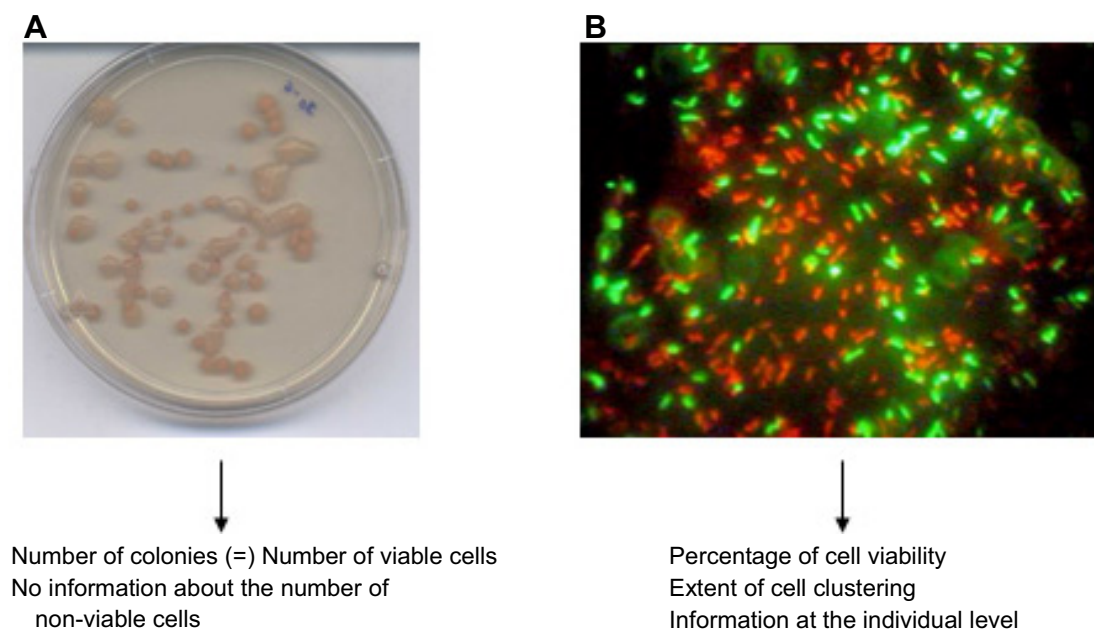 A
B
Number of colonies (=) Number of viable cells
No information about the number of
non-viable cells
Percentage of cell viability
Extent of cell clustering
Information at the individual level